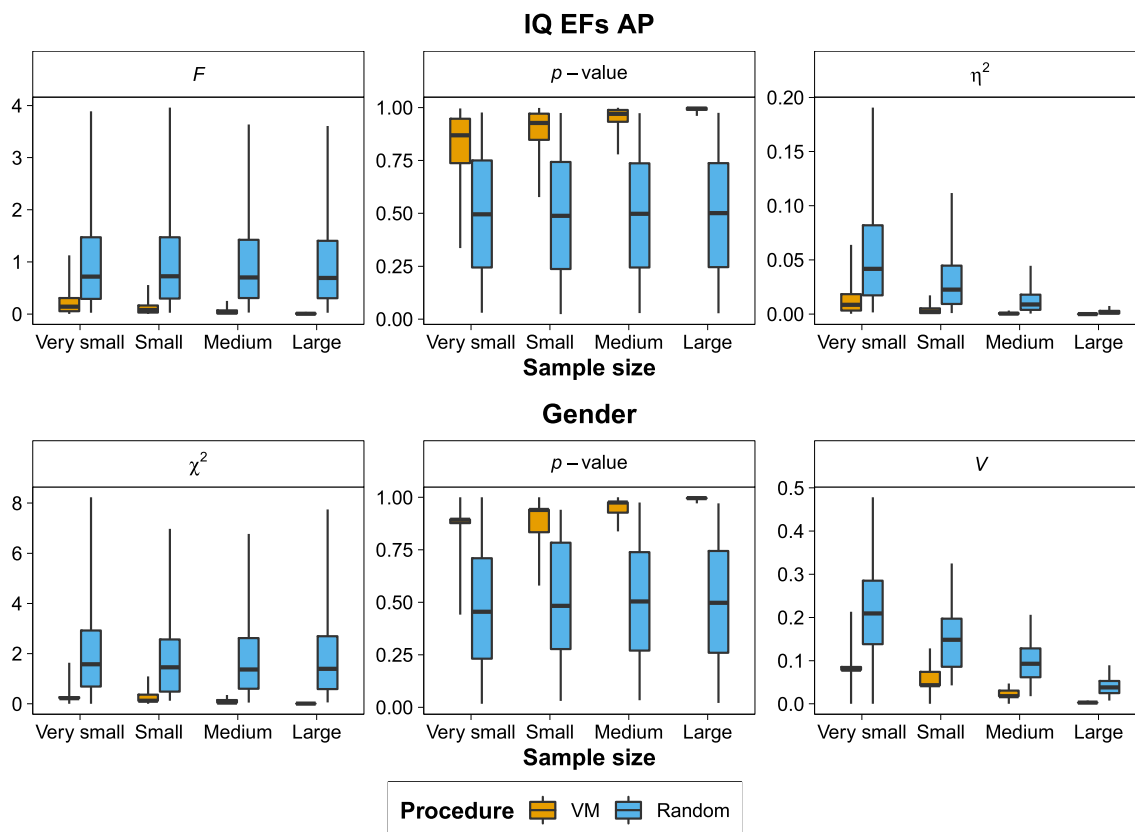 IQ EFs AP
F
p – value
η²
4
3
2
1
0
1.00
0.75
0.50
0.25
0.00
0.20
0.15
0.10
0.05
0.00
Very small Small Medium Large
Very small Small Medium Large
Very small Small Medium Large
Sample size
Gender
χ²
p – value
V
8
6
4
2
0
1.00
0.75
0.50
0.25
0.00
0.5
0.4
0.3
0.2
0.1
0.0
Very small Small Medium Large
Very small Small Medium Large
Very small Small Medium Large
Sample size
Procedure VM Random